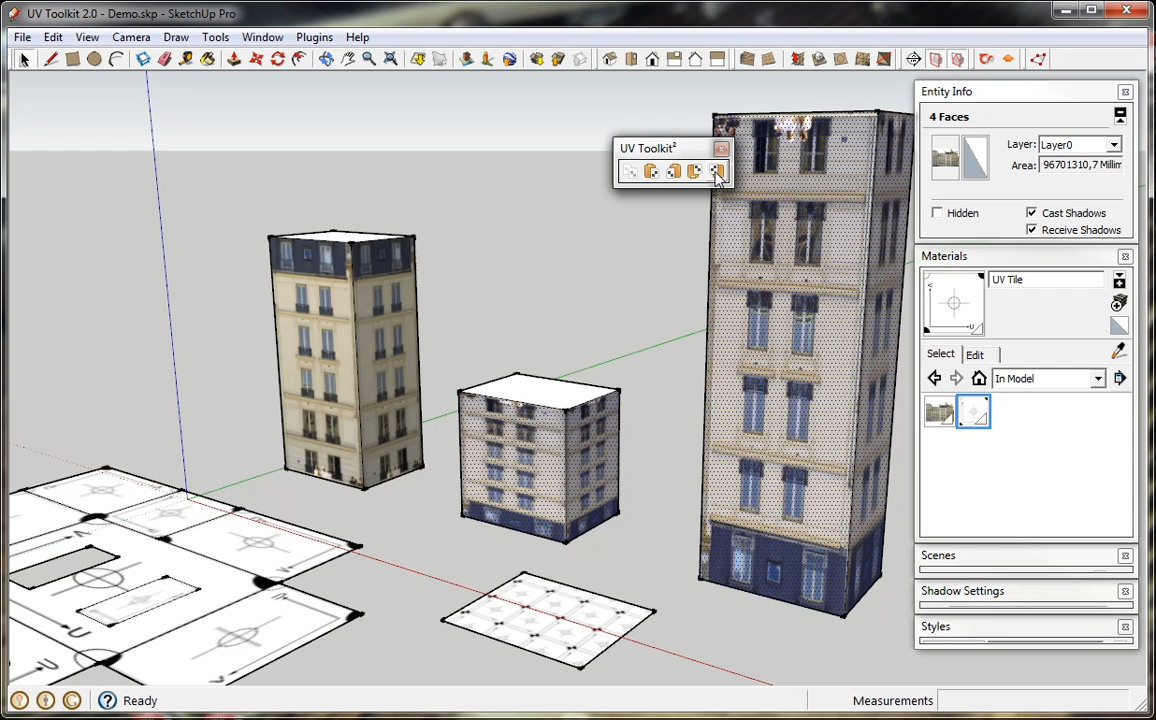 UV Toolkit 2.0 - Demo.skp - SketchUp Pro
File Edit View Camera Draw Tools Window Plugins Help
Entity Info
4 Faces
Layer: Layer0
Area: 96701310,7 Millim
Hidden
Cast Shadows
Receive Shadows
UV Toolkit²
Materials
UV Tile
Select Edit
In Model
Scenes
Shadow Settings
Styles
V
U
V
U
U
Ready
Measurements